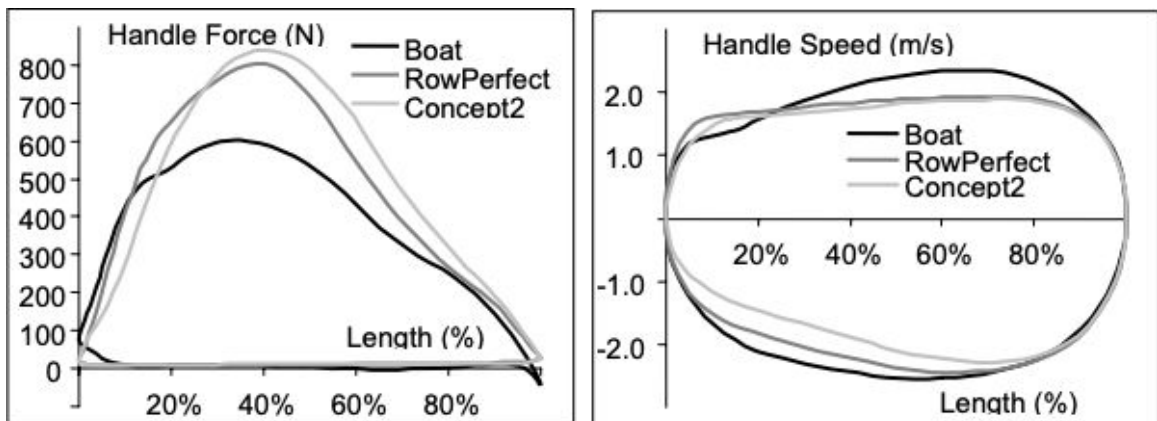 Handle Force (N)
Boat
RowPerfect
Concept2
800
700
600
500
400
300
200
100
0
Length (%)
20% 40% 60% 80%
Handle Speed (m/s)
2.0
1.0
Boat
RowPerfect
Concept2
20% 40% 60% 80%
-1.0
-2.0
Length (%)